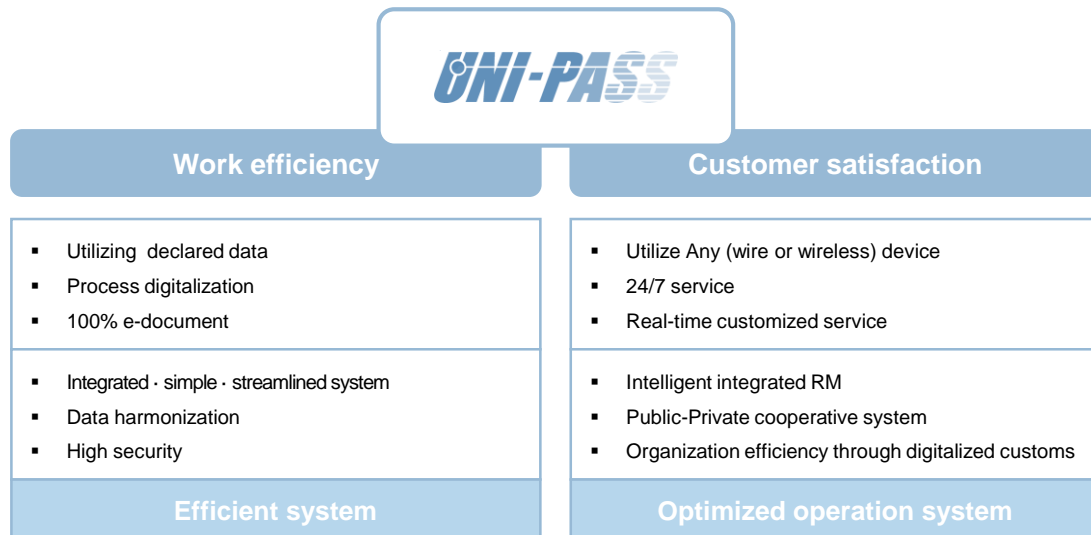 UNI-PASS
Work efficiency
Customer satisfaction
▪ Utilizing declared data
▪ Process digitalization
▪ 100% e-document
▪ Utilize Any (wire or wireless) device
▪ 24/7 service
▪ Real-time customized service
▪ Integrated · simple · streamlined system
▪ Data harmonization
▪ High security
▪ Intelligent integrated RM
▪ Public-Private cooperative system
▪ Organization efficiency through digitalized customs
Efficient system
Optimized operation system